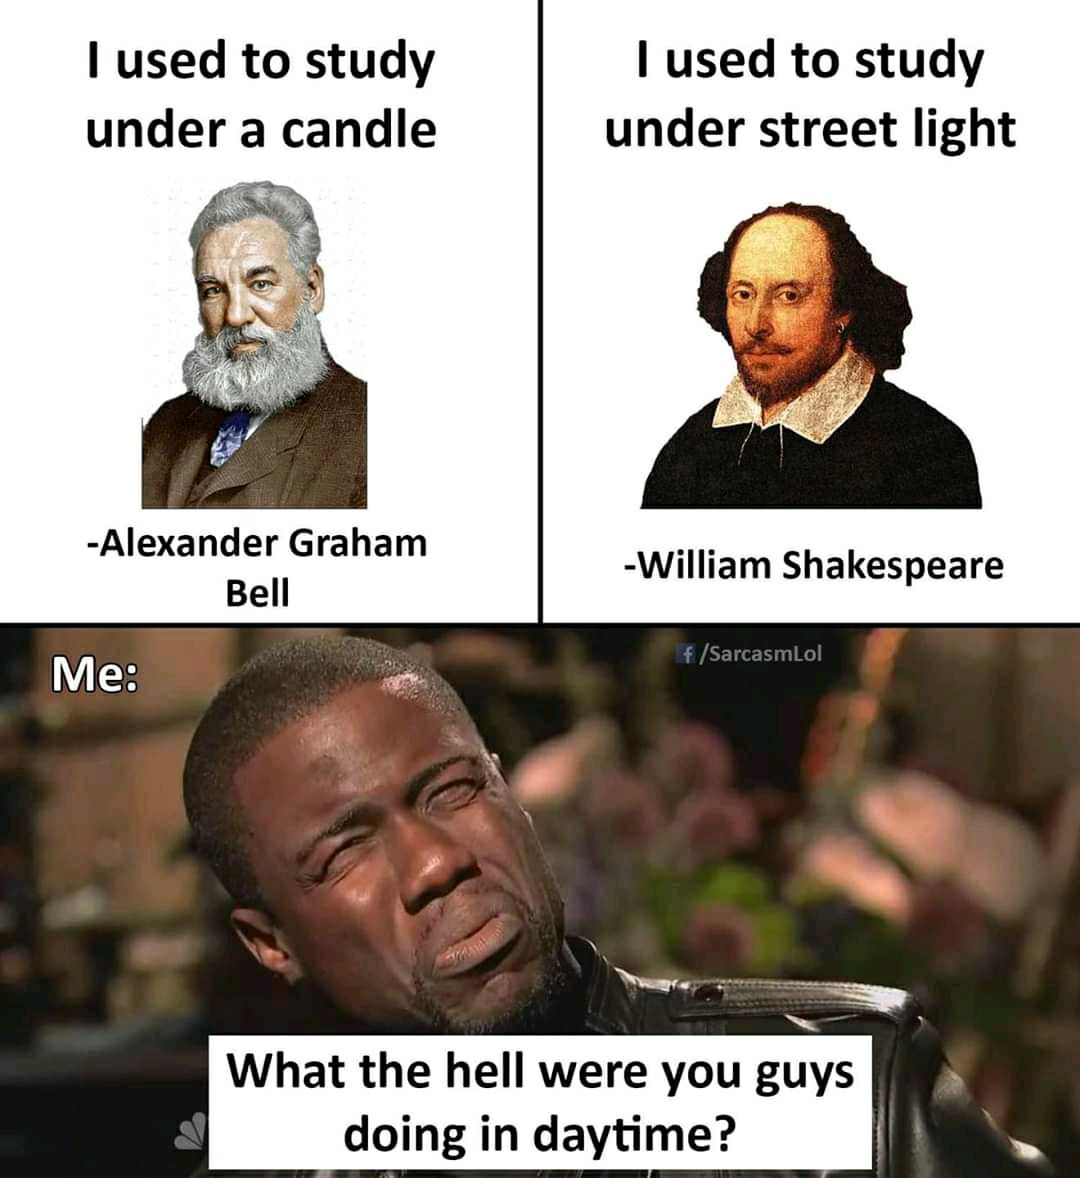 I used to study
under a candle
-Alexander Graham
Bell
I used to study
under street light
-William Shakespeare
Me:
f /SarcasmLol
What the hell were you guys
doing in daytime?